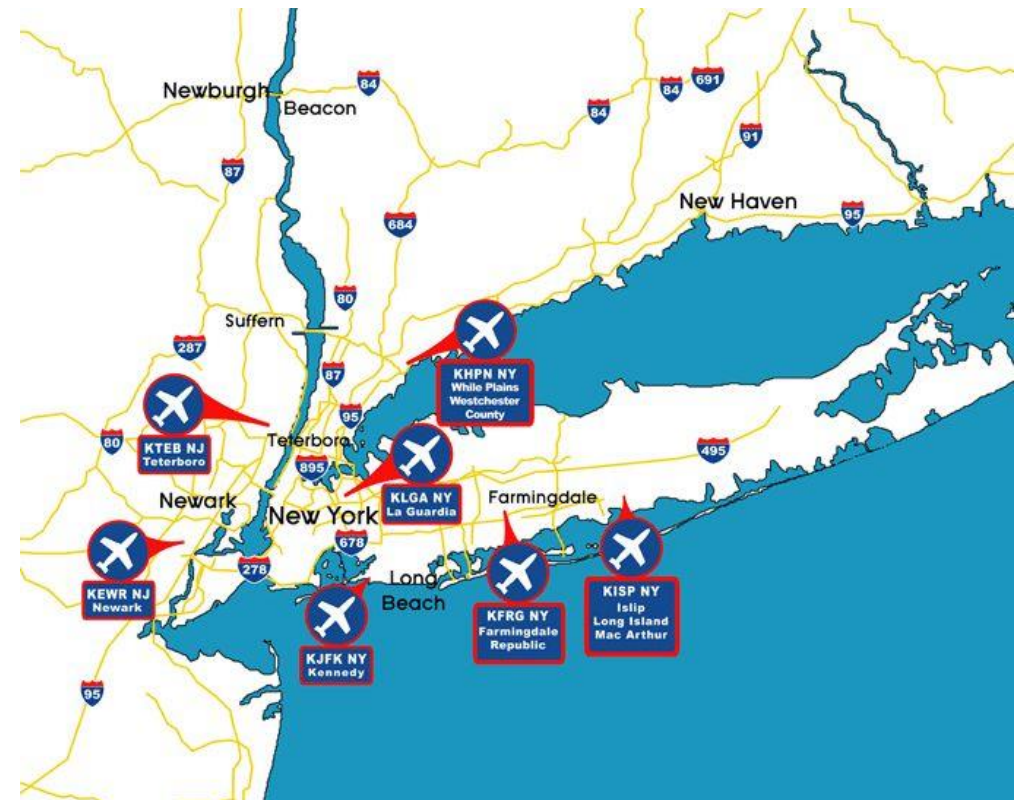 Newburgh
Beacon
84
84
84
691
91
87
684
New Haven
95
80
Suffern
287
87
KHPN NY
While Plains
Westchester
County
KTEB NJ
Teterboro
80
95
Teterboro
895
KLGA NY
La Guardia
495
Newark
New York
Farmingdale
678
278
KEWR NJ
Newark
Long
Beach
KJFK NY
Kennedy
KFRG NY
Farmingdale
Republic
KISP NY
Islip
Long Island
Mac Arthur
95